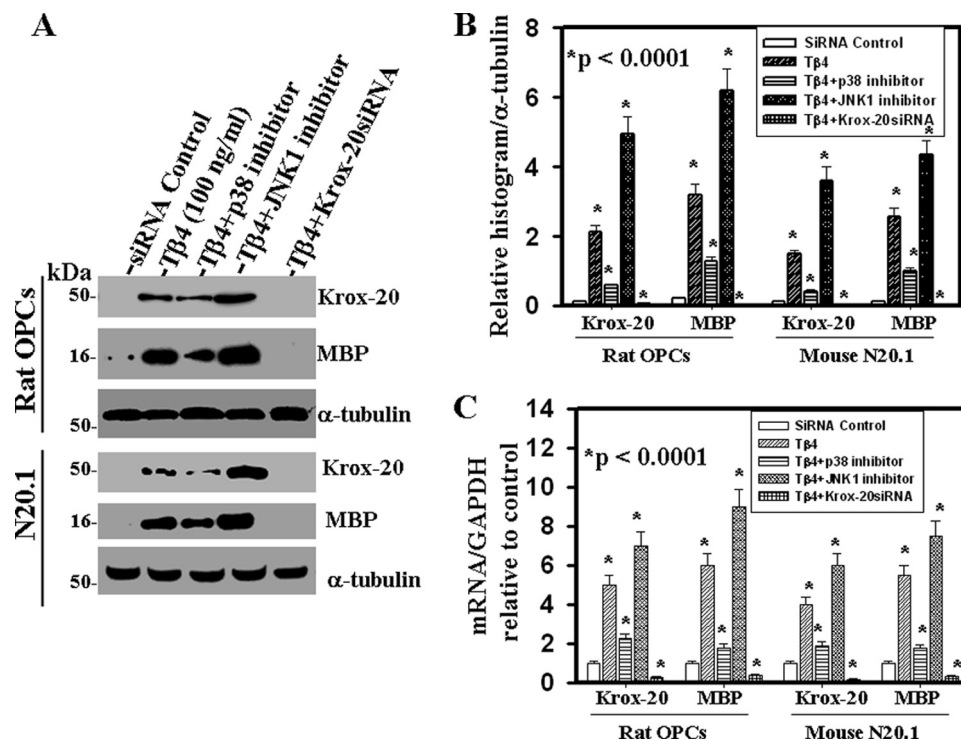 A
-siRNA Control
-Tβ4 (100 ng/ml)
-Tβ4+p38 inhibitor
-Tβ4+JNK1 inhibitor
-Tβ4+Krox-20siRNA
kDa
Rat OPCs
50-
Krox-20
16-
MBP
50-
α-tubulin
N20.1
50-
Krox-20
16-
MBP
50-
α-tubulin
B
Relative histogram/α-tubulin
8
6
4
2
0
*p < 0.0001
SiRNA Control
Tβ4
Tβ4+p38 inhibitor
Tβ4+JNK1 inhibitor
Tβ4+Krox-20siRNA
* * * * * * * * * * * * * * * *
Krox-20 MBP Krox-20 MBP
Rat OPCs Mouse N20.1
C
mRNA/GAPDH
relative to control
14
12
10
8
6
4
2
0
*p < 0.0001
SiRNA Control
Tβ4
Tβ4+p38 inhibitor
Tβ4+JNK1 inhibitor
Tβ4+Krox-20siRNA
* * * * * * * * * * * * * * * *
Krox-20 MBP Krox-20 MBP
Rat OPCs Mouse N20.1